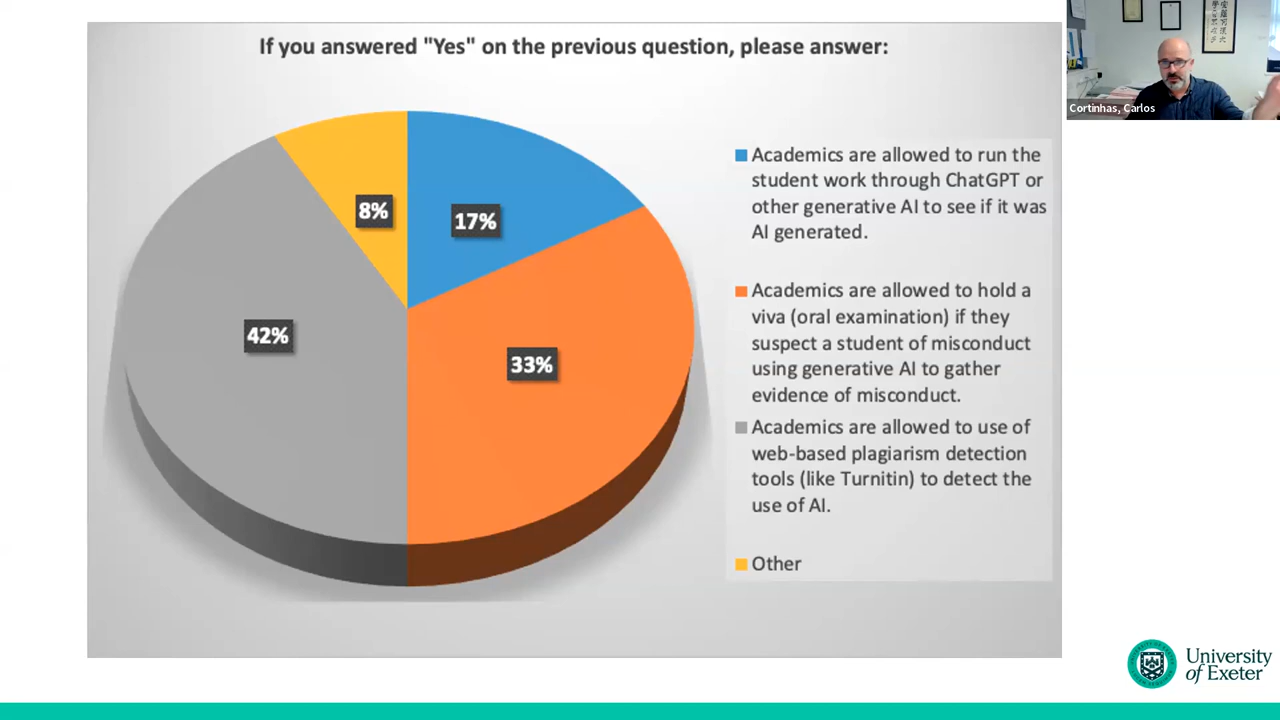 If you answered "Yes" on the previous question, please answer:
8%
17%
42%
33%
Academics are allowed to run the
student work through ChatGPT or
other generative AI to see if it was
AI generated.
Academics are allowed to hold a
viva (oral examination) if they
suspect a student of misconduct
using generative AI to gather
evidence of misconduct.
Academics are allowed to use of
web-based plagiarism detection
tools (like Turnitin) to detect the
use of AI.
Other
Cortinhas, Carlos
University
of Exeter